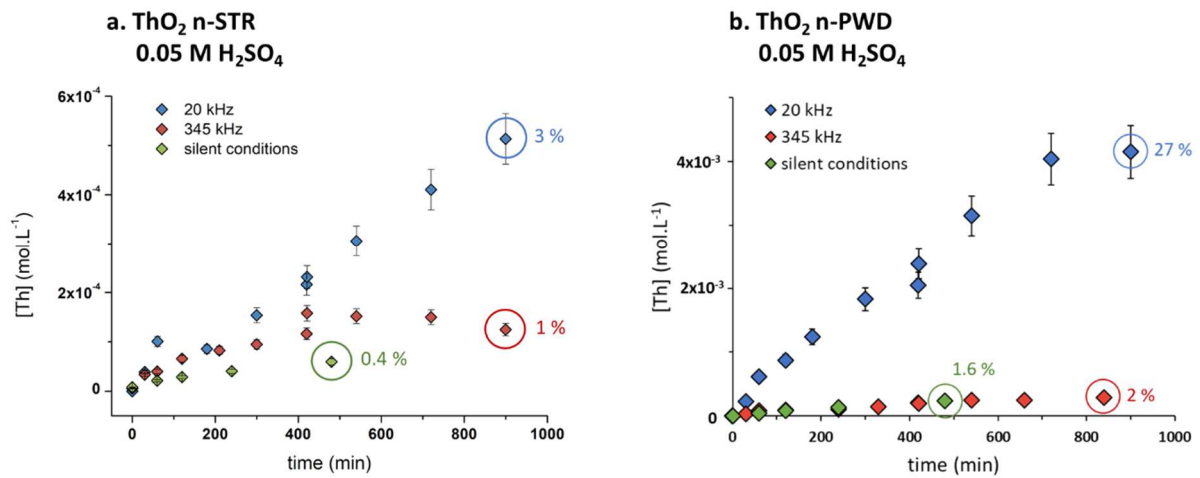 a. ThO₂ n-STR
0.05 M H₂SO₄
6x10⁻⁴
4x10⁻⁴
2x10⁻⁴
0
[Th] (mol.L⁻¹)
20 kHz
345 kHz
silent conditions
3 %
1 %
0.4 %
0 200 400 600 800 1000
time (min)
b. ThO₂ n-PWD
0.05 M H₂SO₄
4x10⁻³
2x10⁻³
0
[Th] (mol.L⁻¹)
20 kHz
345 kHz
silent conditions
27 %
1.6 %
2 %
0 200 400 600 800 1000
time (min)